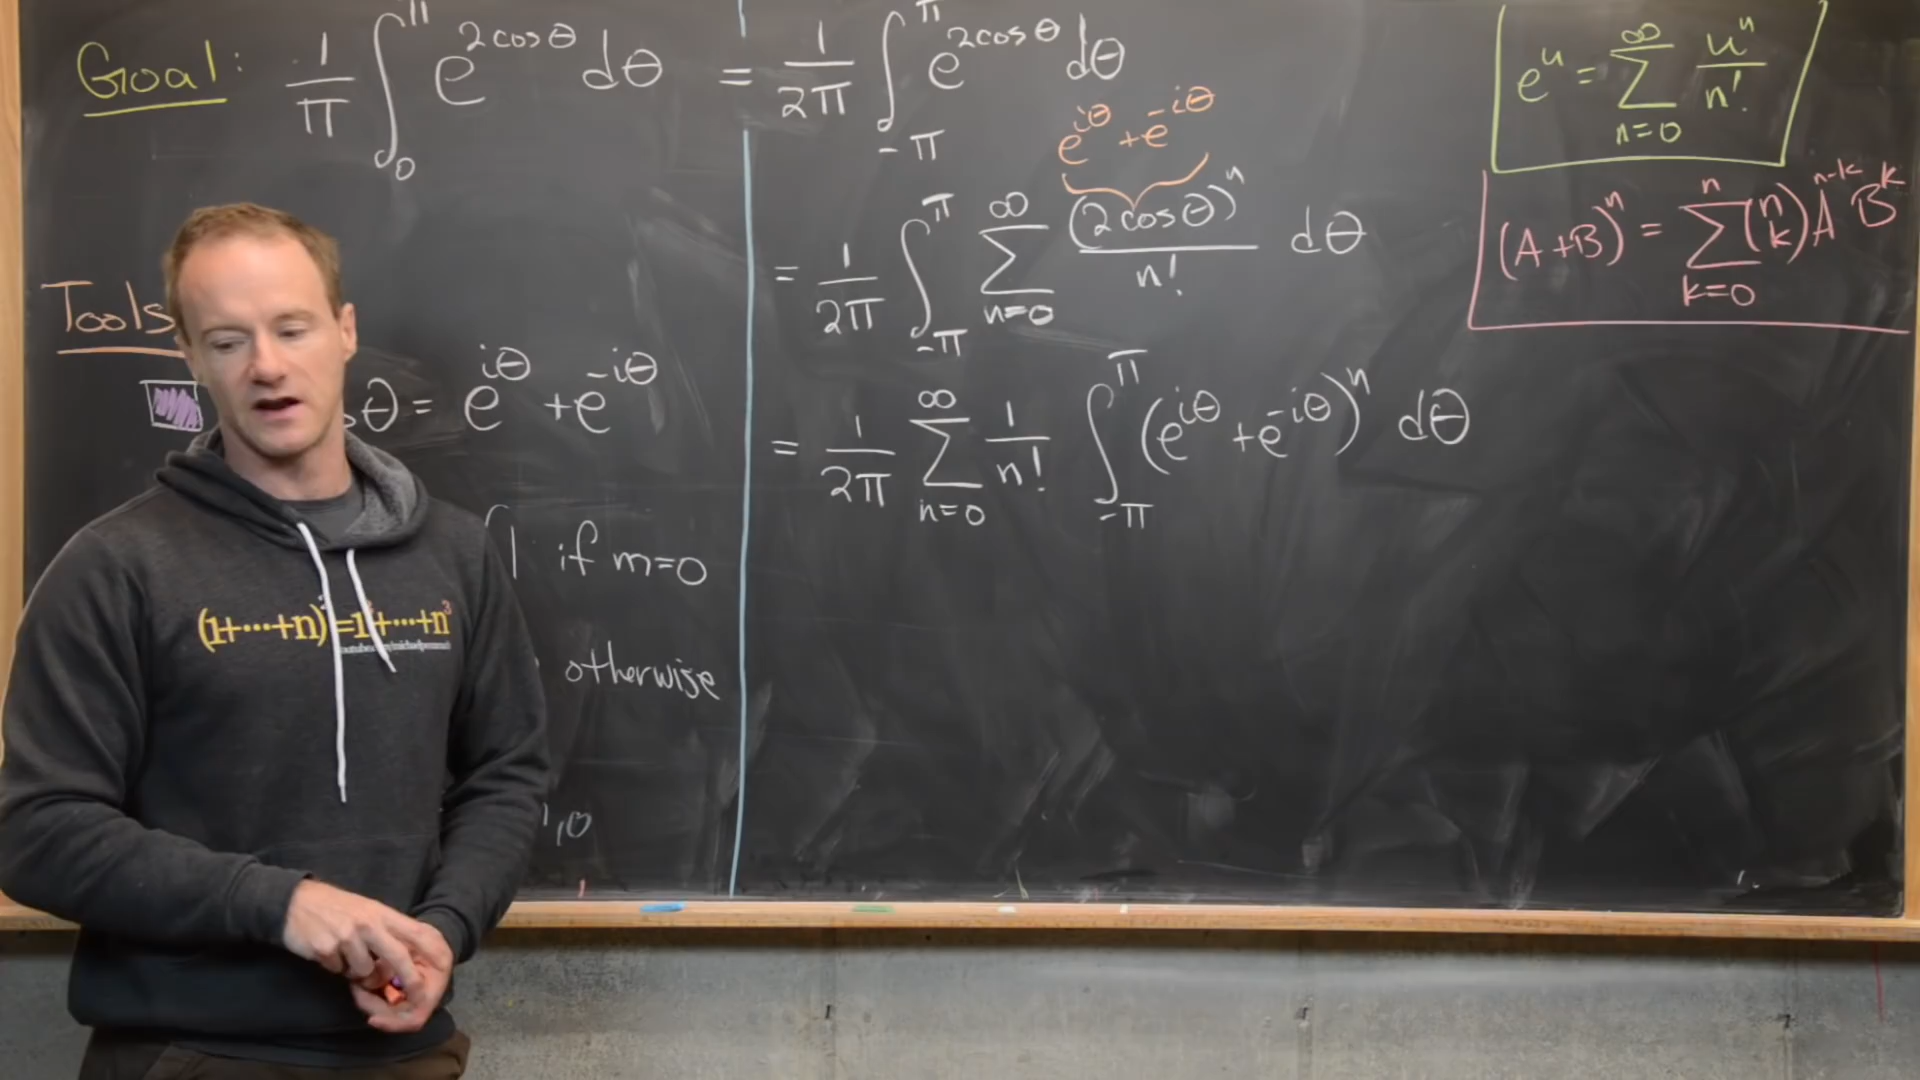 Goal: 1/π ∫_0^π e^{2cosθ} dθ = 1/2π ∫_{-π}^{π} e^{2cosθ} dθ
e^{iθ} + e^{-iθ}
= 1/2π ∫_{-π}^{π} ∑_{n=0}^{∞} (2cosθ)^n / n! dθ
= 1/2π ∑_{n=0}^{∞} 1/n! ∫_{-π}^{π} (e^{iθ} + e^{-iθ})^n dθ
e^u = ∑_{n=0}^{∞} u^n / n!
(A+B)^n = ∑_{k=0}^{n} (n k) A^{n-k} B^k
Tools
θ = e^{iθ} + e^{-iθ}
1 if m=0
otherwise
(1+···+n)²=1³+···+n³